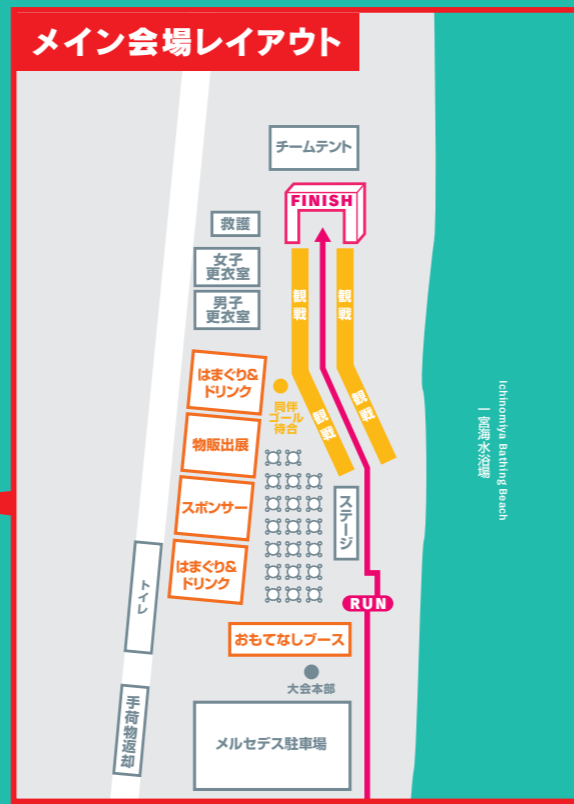 メイン会場レイアウト
チームテント
FINISH
救護
女子
更衣室
男子
更衣室
観戦
観戦
はまぐり&
ドリンク
同伴
ゴール
待合
観戦
観戦
物販出展
スポンサー
ステージ
はまぐり&
ドリンク
トイレ
RUN
おもてなしブース
大会本部
手荷物返却
メルセデス駐車場
Ichinomiya Bathing Beach
一宮海水浴場